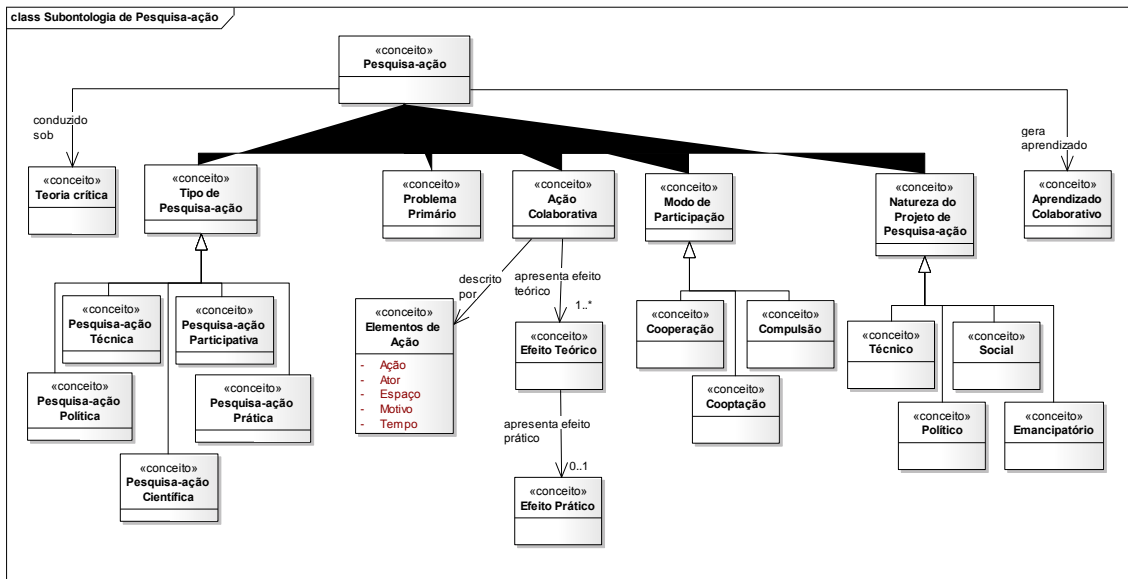 class Subontologia de Pesquisa-ação
«conceito»
Pesquisa-ação
conduzido
sob
gera
aprendizado
«conceito»
Teoria crítica
«conceito»
Tipo de
Pesquisa-ação
«conceito»
Problema
Primário
«conceito»
Ação
Colaborativa
«conceito»
Modo de
Participação
«conceito»
Natureza do
Projeto de
Pesquisa-ação
«conceito»
Aprendizado
Colaborativo
descrito
por
apresenta efeito
teórico
1..*
«conceito»
Pesquisa-ação
Técnica
«conceito»
Pesquisa-ação
Participativa
«conceito»
Pesquisa-ação
Política
«conceito»
Pesquisa-ação
Prática
«conceito»
Pesquisa-ação
Científica
«conceito»
Elementos de
Ação
- Ação
- Ator
- Espaço
- Motivo
- Tempo
«conceito»
Efeito Teórico
apresenta efeito
prático
0..1
«conceito»
Efeito Prático
«conceito»
Cooperação
«conceito»
Compulsão
«conceito»
Cooptação
«conceito»
Técnico
«conceito»
Social
«conceito»
Político
«conceito»
Emancipatório